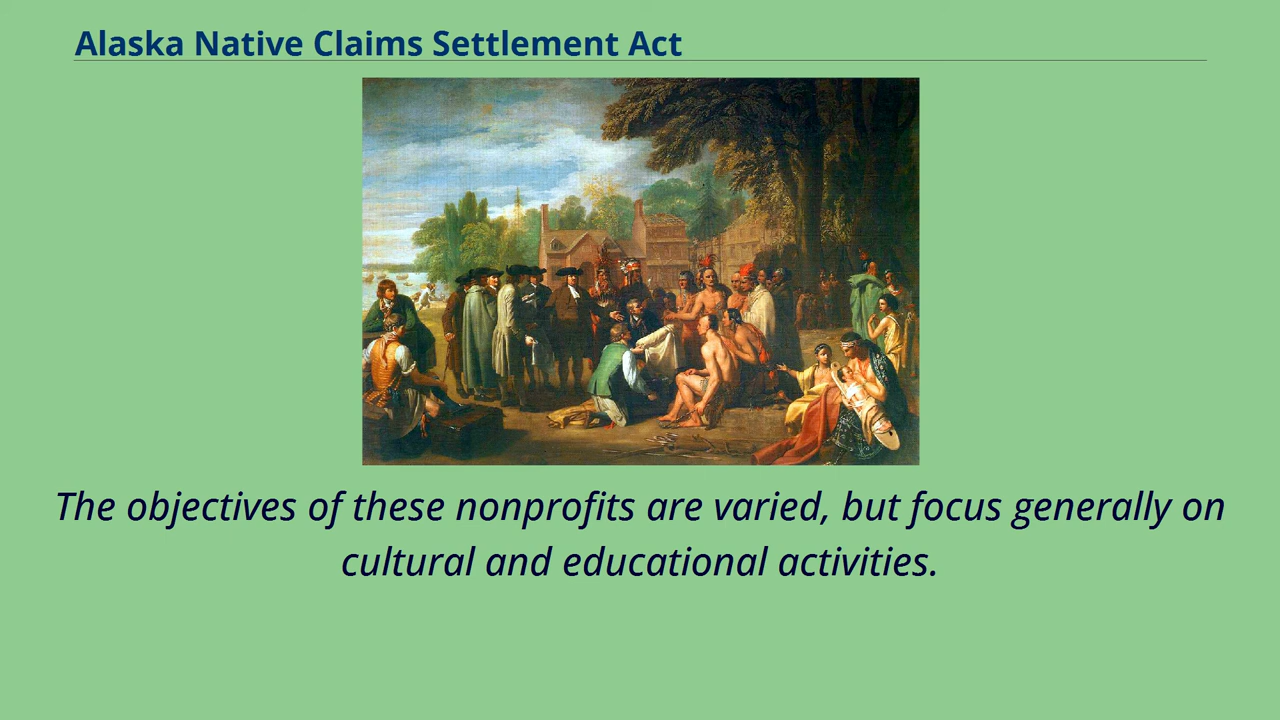 Alaska Native Claims Settlement Act
The objectives of these nonprofits are varied, but focus generally on
cultural and educational activities.